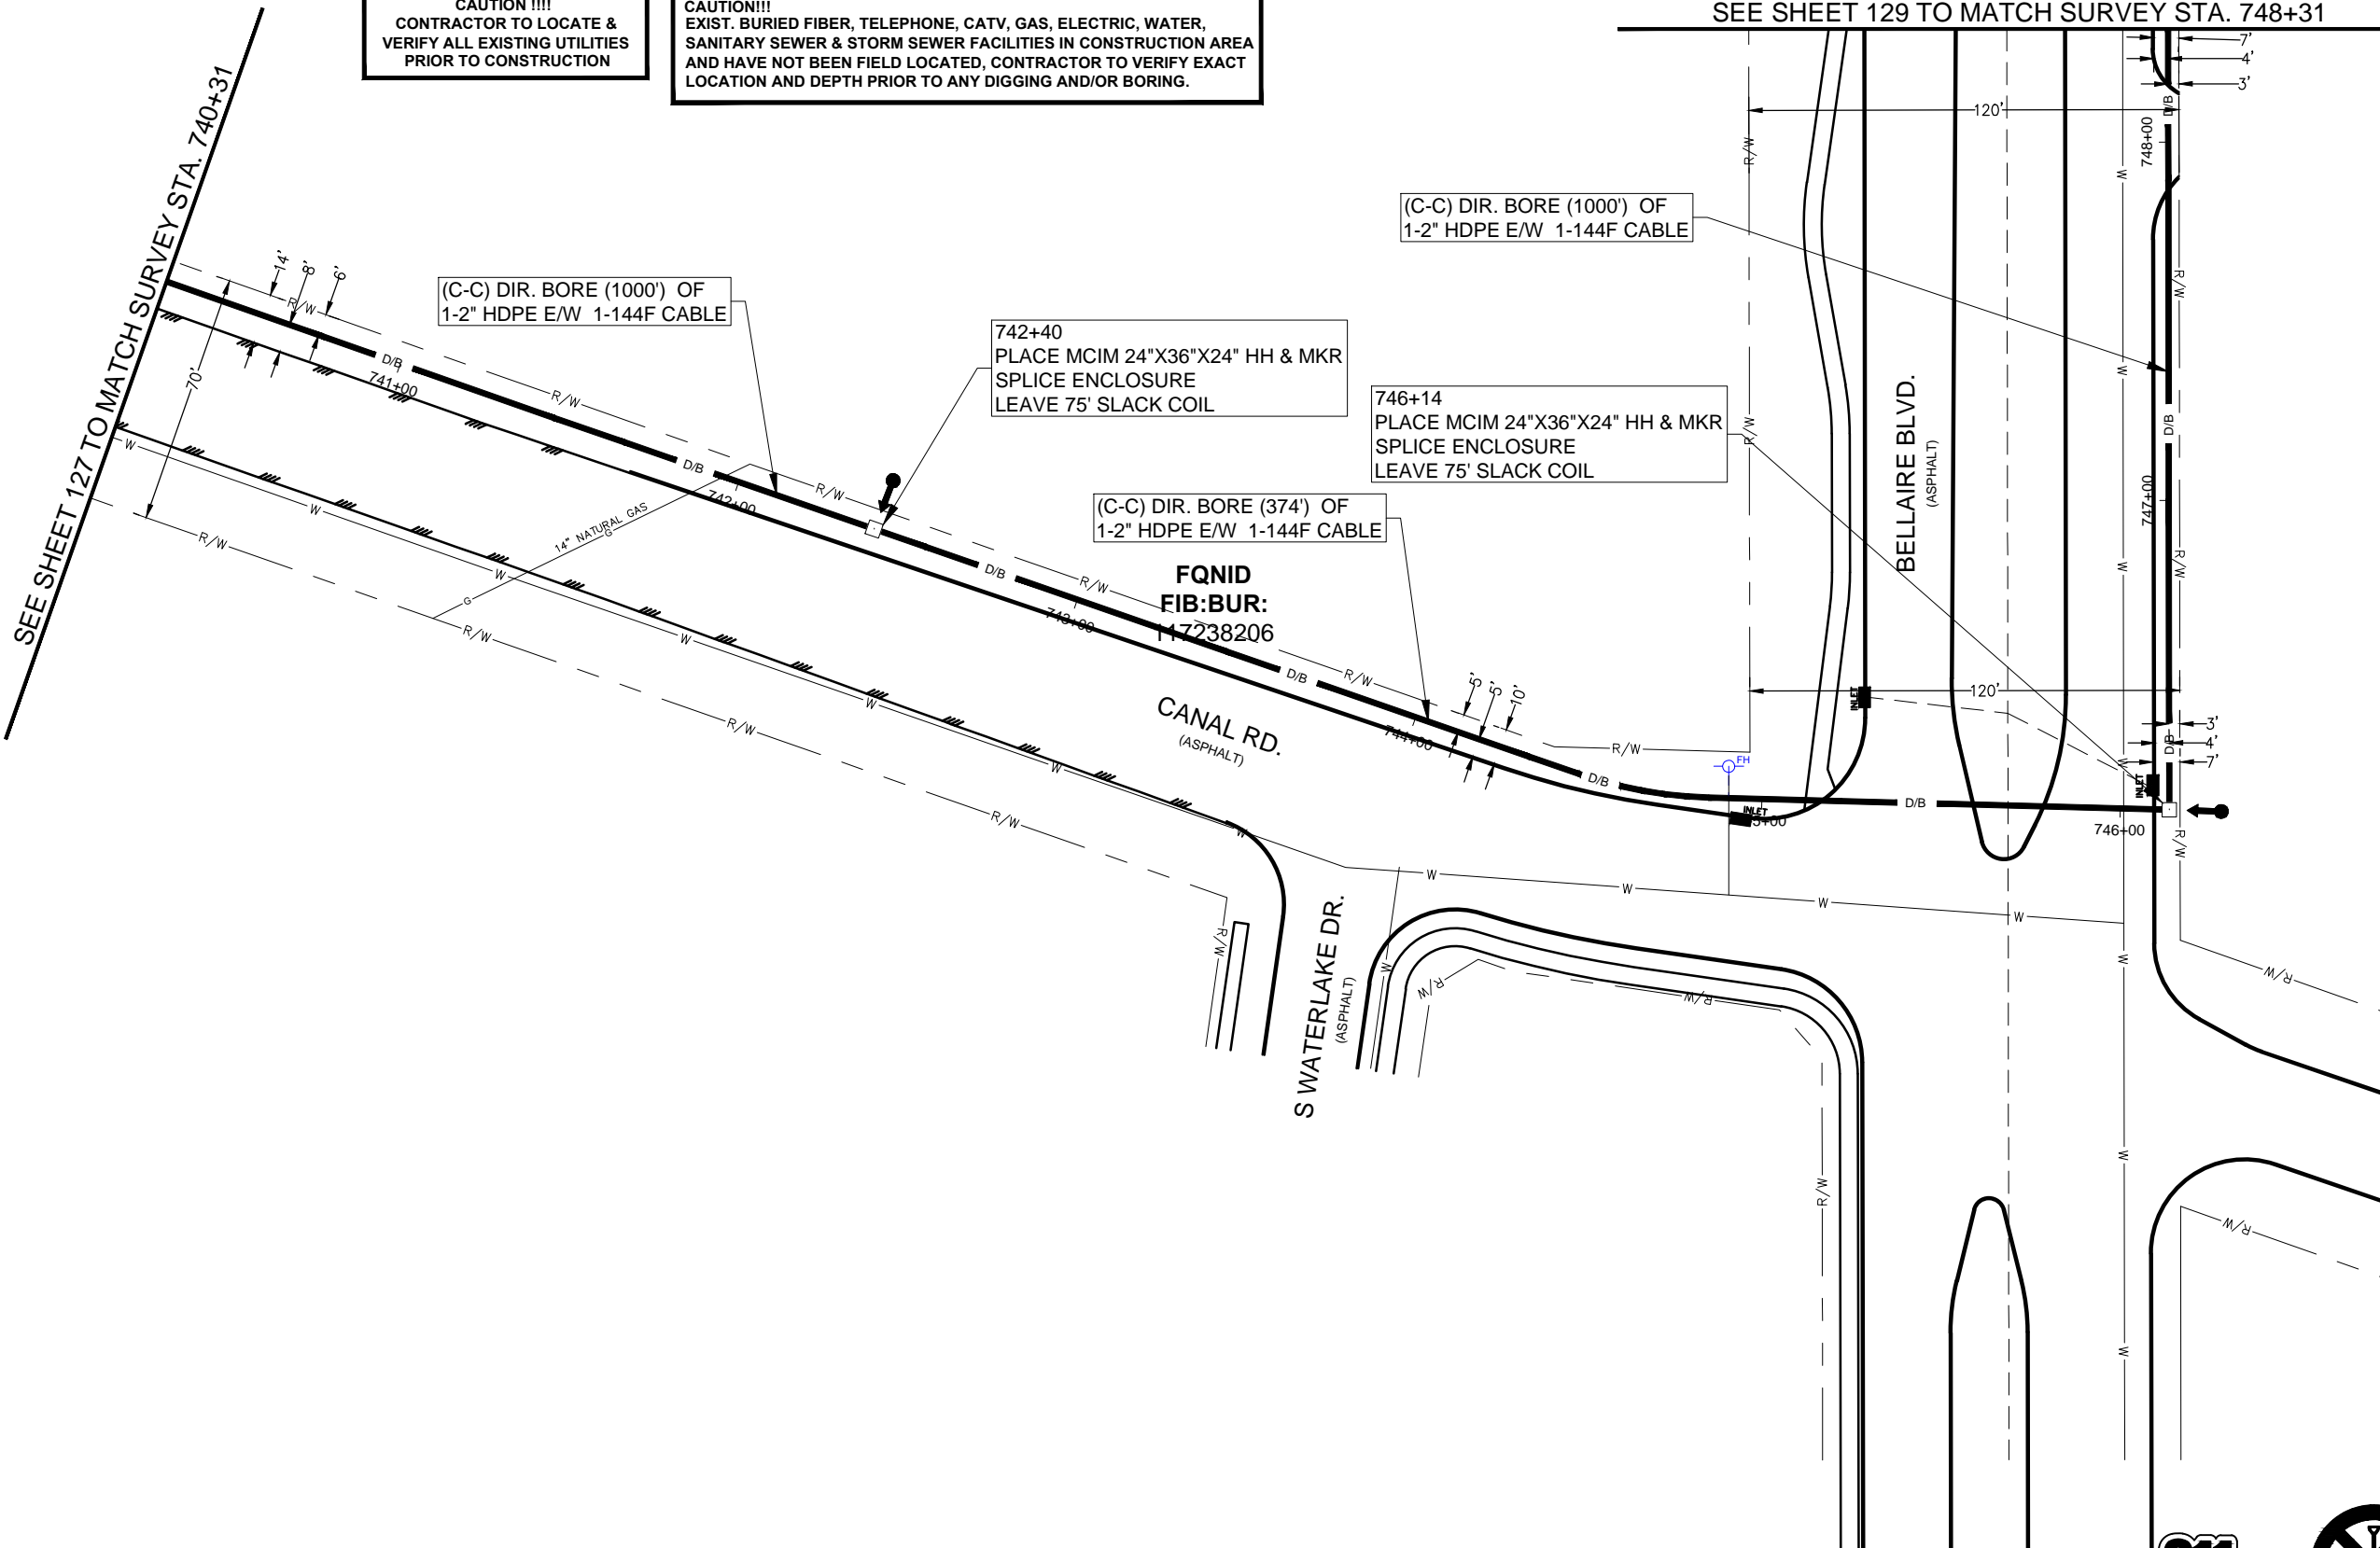 CAUTION !!!!
CONTRACTOR TO LOCATE &
VERIFY ALL EXISTING UTILITIES
PRIOR TO CONSTRUCTION
CAUTION!!!
EXIST. BURIED FIBER, TELEPHONE, CATV, GAS, ELECTRIC, WATER,
SANITARY SEWER & STORM SEWER FACILITIES IN CONSTRUCTION AREA
AND HAVE NOT BEEN FIELD LOCATED, CONTRACTOR TO VERIFY EXACT
LOCATION AND DEPTH PRIOR TO ANY DIGGING AND/OR BORING.
SEE SHEET 129 TO MATCH SURVEY STA. 748+31
SEE SHEET 127 TO MATCH SURVEY STA. 740+31
7'
4'
3'
120'
D/B
748+00
R/W
W
(C-C) DIR. BORE (1000') OF
1-2" HDPE E/W 1-144F CABLE
14'
8'
6'
R/W
70'
(C-C) DIR. BORE (1000') OF
1-2" HDPE E/W 1-144F CABLE
742+40
PLACE MCIM 24"X36"X24" HH & MKR
SPLICE ENCLOSURE
LEAVE 75' SLACK COIL
746+14
PLACE MCIM 24"X36"X24" HH & MKR
SPLICE ENCLOSURE
LEAVE 75' SLACK COIL
D/B
741+00
R/W
D/B
742+00
R/W
14" NATURAL GAS
G
G
W
W
W
R/W
R/W
(C-C) DIR. BORE (374') OF
1-2" HDPE E/W 1-144F CABLE
BELLAIRE BLVD.
(ASPHALT)
R/W
W
R/W
D/B
747+00
W
R/W
D/B
R/W
743+00
FQNID
FIB:BUR:
117238206
D/B
R/W
5'
5'
10'
744+00
CANAL RD.
(ASPHALT)
W
W
W
W
R/W
R/W
R/W
FH
D/B
INLET
INLET
5+00
D/B
120'
3'
4'
7'
D/B
W
INLET
746+00
R/W
W
W
W
W
R/W
S WATERLAKE DR.
(ASPHALT)
W
R/W
R/W
W
R/W
W
R/W
R/W
W
811